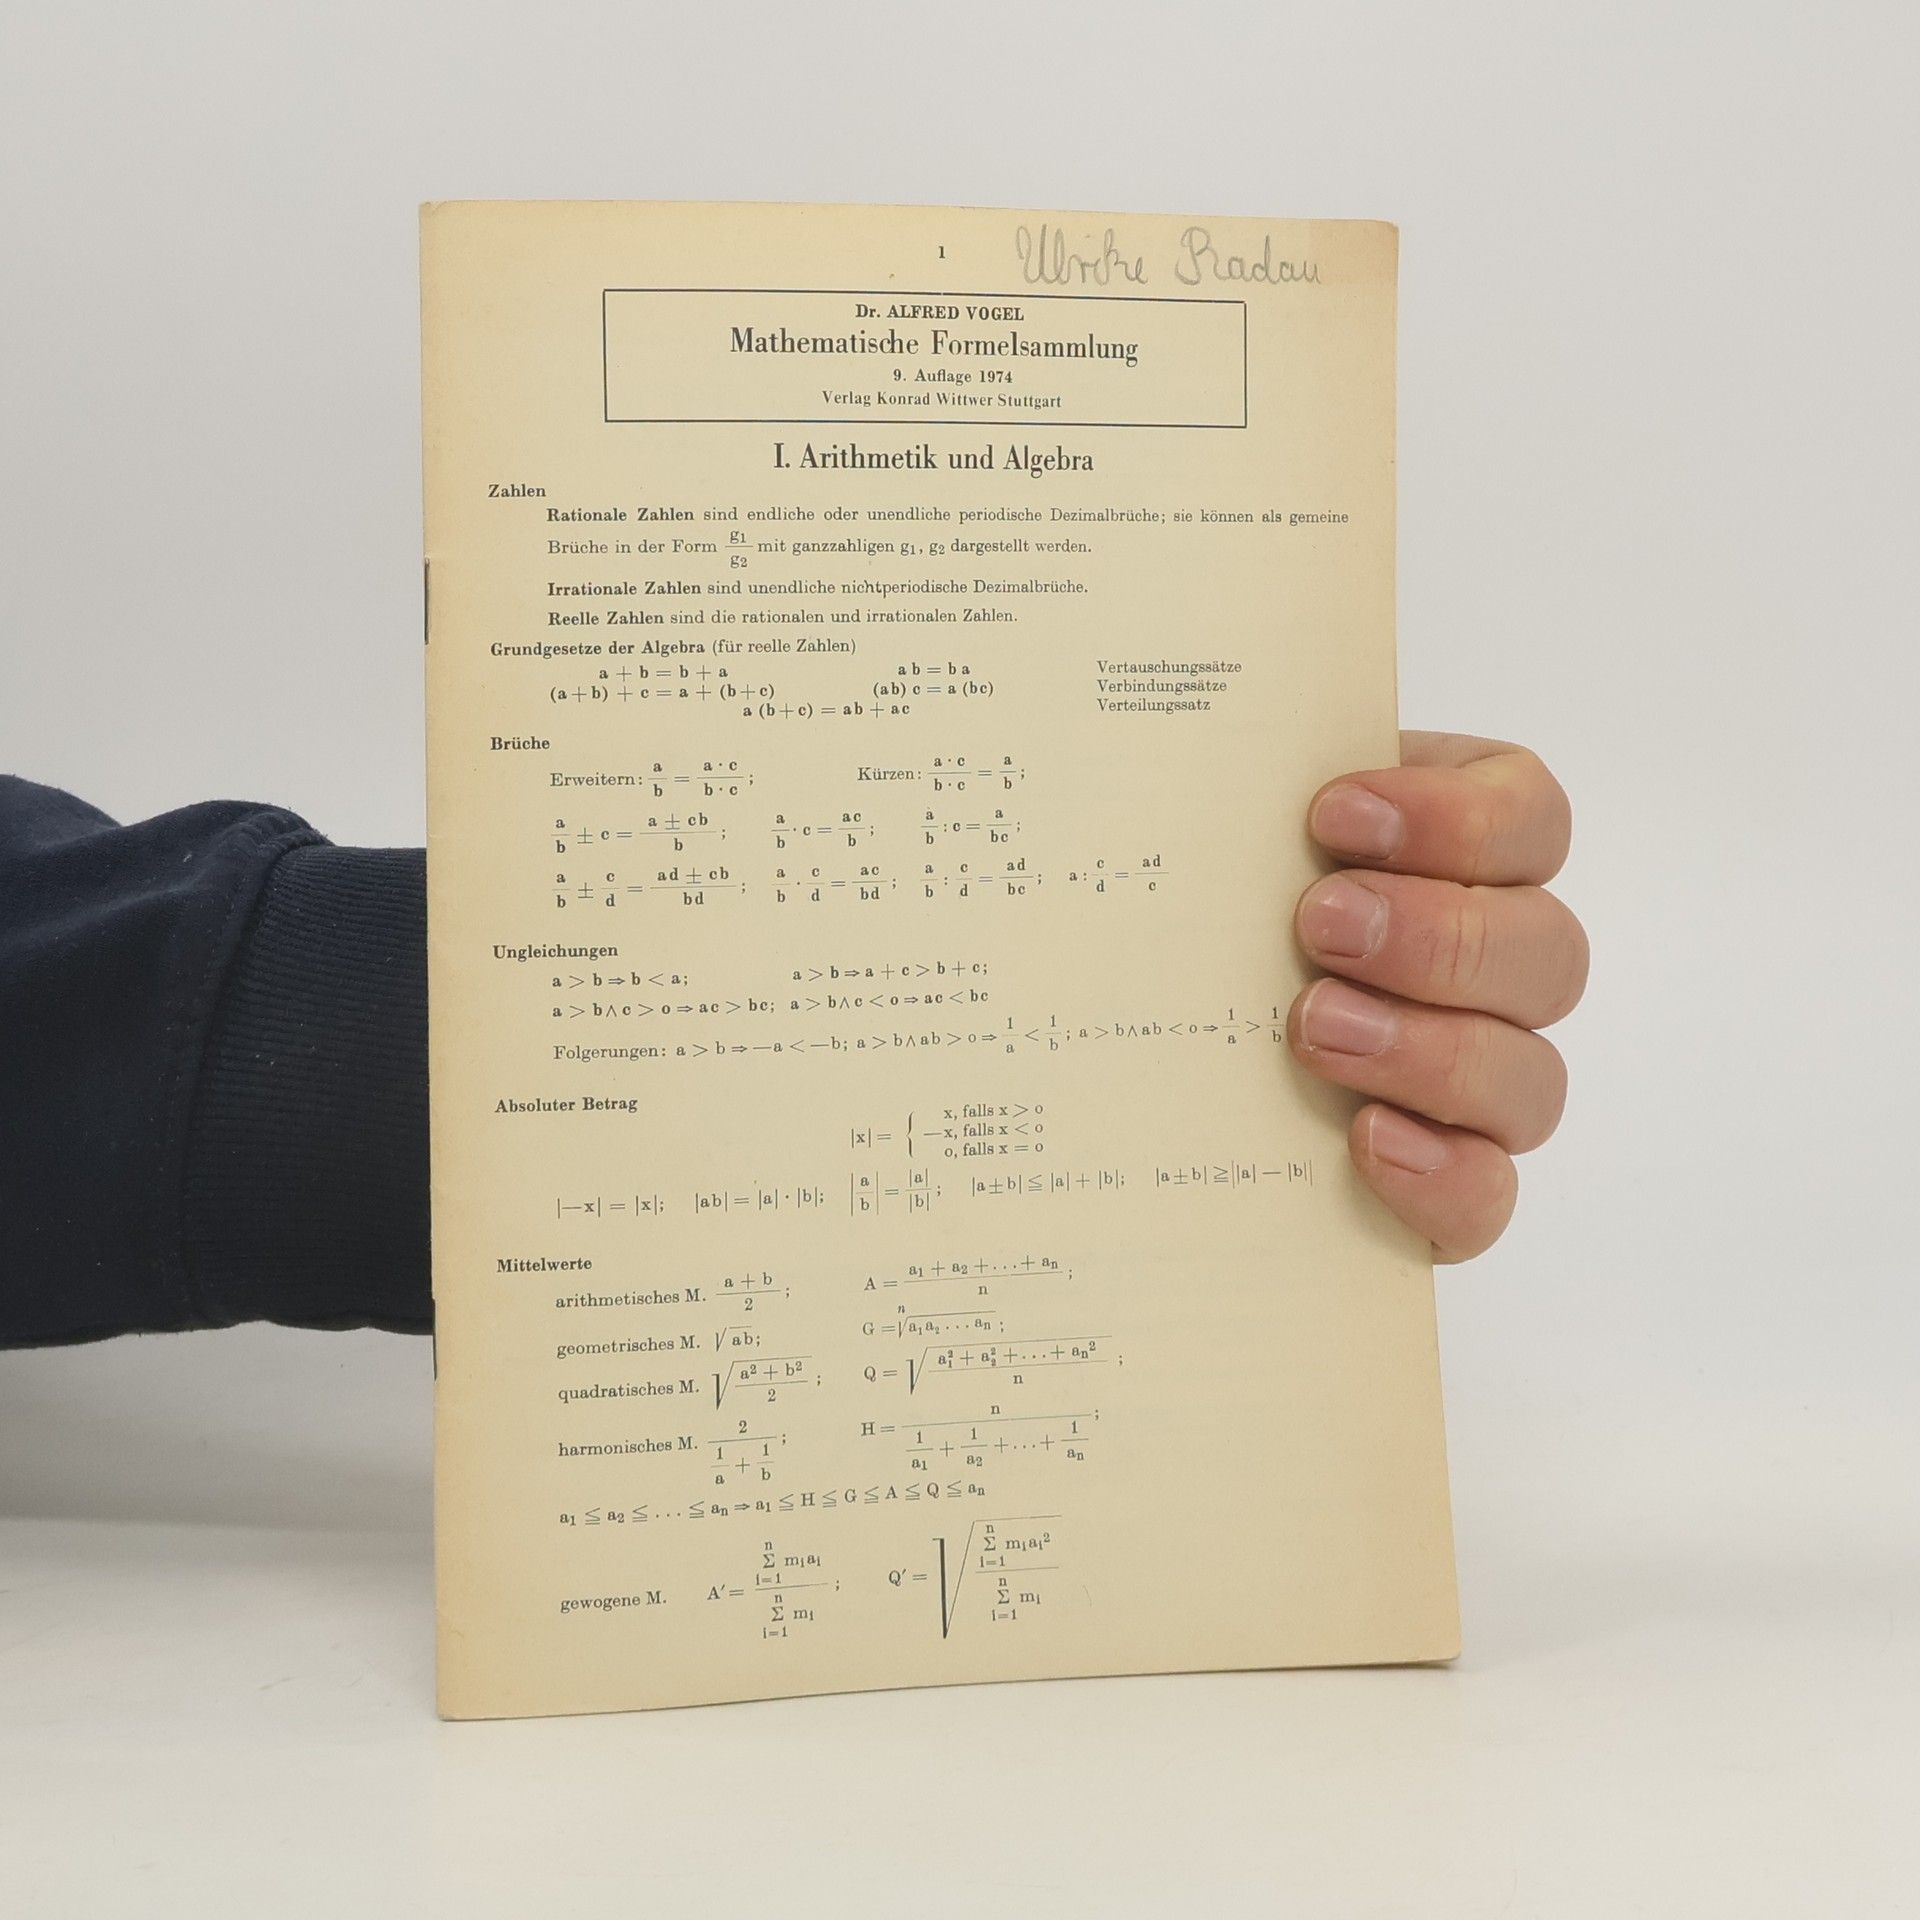 1
Ulrike Radau
Dr. ALFRED VOGEL
Mathematische Formelsammlung
9. Auflage 1974
Verlag Konrad Wittwer Stuttgart
I. Arithmetik und Algebra
Zahlen
Rationale Zahlen sind endliche oder unendliche periodische Dezimalbrüche; sie können als gemeine
Brüche in der Form g₁/g₂ mit ganzzahligen g₁, g₂ dargestellt werden.
Irrationale Zahlen sind unendliche nichtperiodische Dezimalbrüche.
Reelle Zahlen sind die rationalen und irrationalen Zahlen.
Grundgesetze der Algebra (für reelle Zahlen)
a + b = b + a ab = ba Vertauschungssätze
(a+b) + c = a + (b+c) (ab) c = a (bc) Verbindungssätze
a (b+c) = ab + ac Verteilungssatz
Brüche
Erweitern: a/b = (a · c)/(b · c); Kürzen: (a · c)/(b · c) = a/b;
a/b ± c = (a ± cb)/b; a/b · c = ac/b; a/b : c = a/bc;
a/b ± c/d = (ad ± cb)/bd; a/b · c/d = ac/bd; a/b : c/d = ad/bc; a : c/d = ad/c
Ungleichungen
a > b ⇒ b < a; a > b ⇒ a + c > b + c;
a > b ∧ c > o ⇒ ac > bc; a > b ∧ c < o ⇒ ac < bc
Folgerungen: a > b ⇒ —a < —b; a > b ∧ ab > o ⇒ 1/a < 1/b; a > b ∧ ab < o ⇒ 1/a > 1/b
Absoluter Betrag
|x| = { x, falls x > o
—x, falls x < o
o, falls x = o
|—x| = |x|; |ab| = |a| · |b|; |a/b| = |a|/|b|; |a±b| ≦ |a| + |b|; |a±b| ≧ ||a| — |b||
Mittelwerte
arithmetisches M. (a + b)/2; A = (a₁ + a₂ + ... + aₙ)/n;
geometrisches M. √ab; G = ⁿ√a₁a₂ ... aₙ;
quadratisches M. √((a² + b²)/2); Q = √((a₁² + a₂² + ... + aₙ²)/n);
harmonisches M. 2/(1/a + 1/b); H = n/(1/a₁ + 1/a₂ + ... + 1/aₙ);
a₁ ≦ a₂ ≦ ... ≦ aₙ ⇒ a₁ ≦ H ≦ G ≦ A ≦ Q ≦ aₙ
gewogene M. A′ = (n Σ i=1 mᵢaᵢ)/(n Σ i=1 mᵢ); Q′ = √((n Σ i=1 mᵢaᵢ²)/(n Σ i=1 mᵢ))